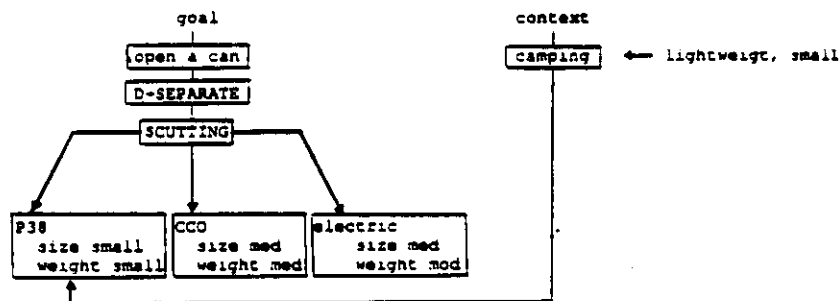 goal
context
open a can
camping
lightweigt, small
D-SEPARATE
SCUTTING
P38
size small
weight small
CCO
size med
weight med
electric
size med
weight mod